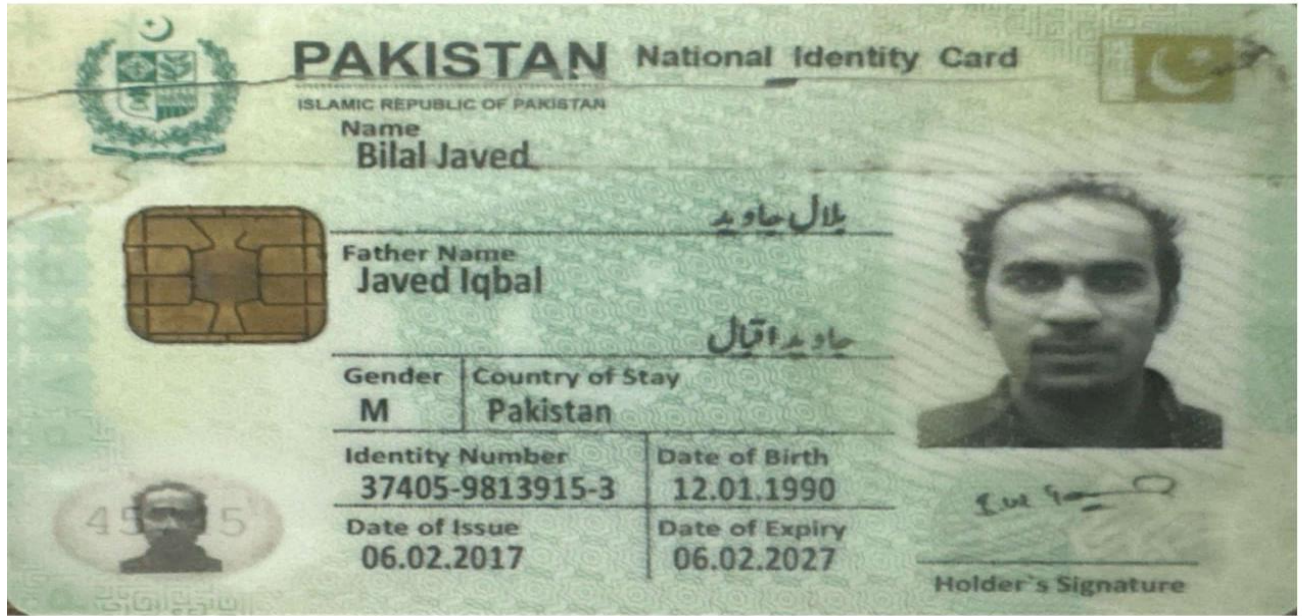 PAKISTAN National Identity Card
ISLAMIC REPUBLIC OF PAKISTAN
Name
Bilal Javed
بلال جاوید
Father Name
Javed Iqbal
جاوید اقبال
Gender Country of Stay
M Pakistan
Identity Number Date of Birth
37405-9813915-3 12.01.1990
Date of Issue Date of Expiry
06.02.2017 06.02.2027
Holder`s Signature